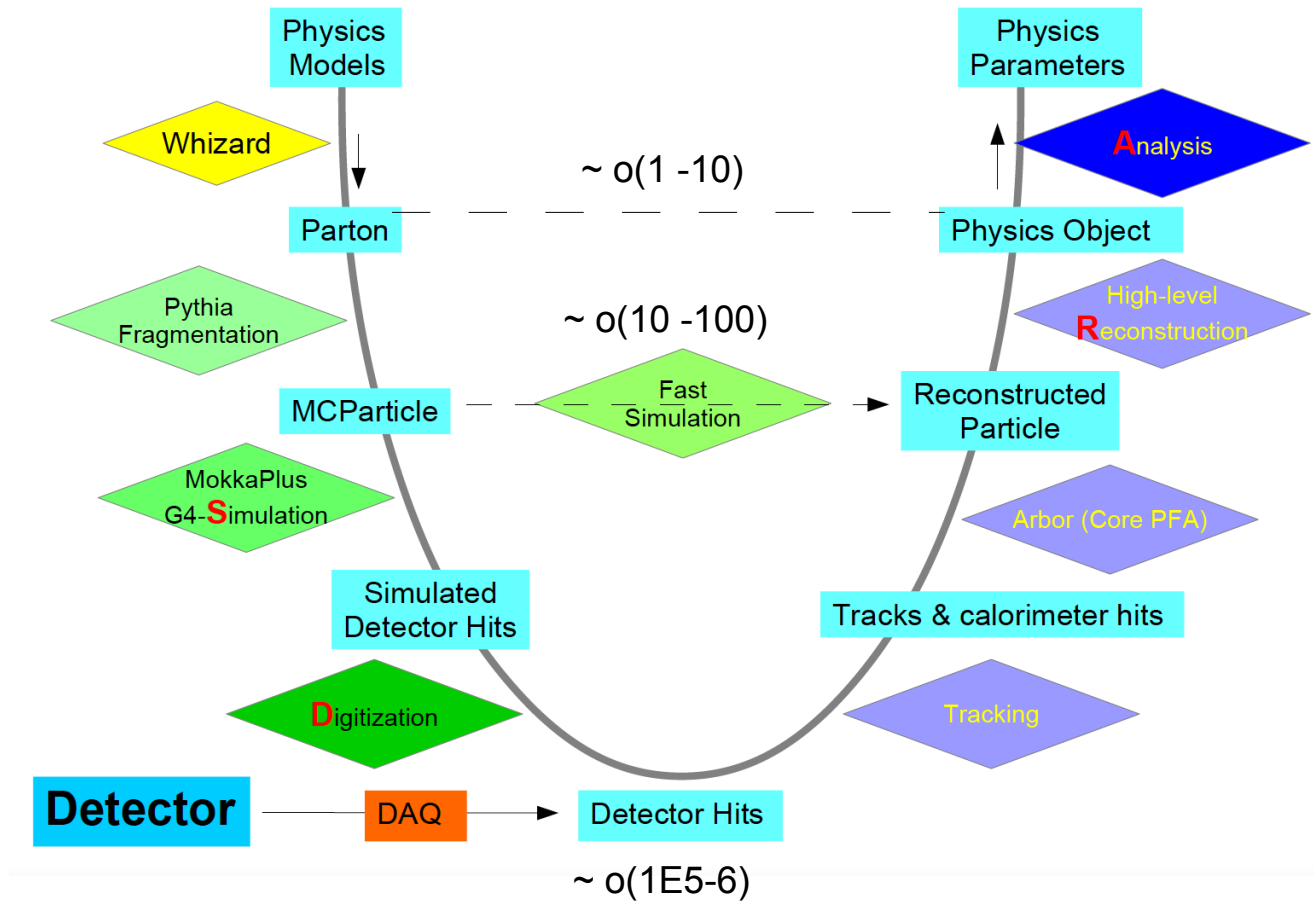 Physics
Models
Physics
Parameters
Whizard
Analysis
~ o(1 -10)
Parton
Physics Object
Pythia
Fragmentation
High-level
Reconstruction
~ o(10 -100)
MCParticle
Fast
Simulation
Reconstructed
Particle
MokkaPlus
G4-Simulation
Arbor (Core PFA)
Simulated
Detector Hits
Tracks & calorimeter hits
Digitization
Tracking
Detector
DAQ
Detector Hits
~ o(1E5-6)